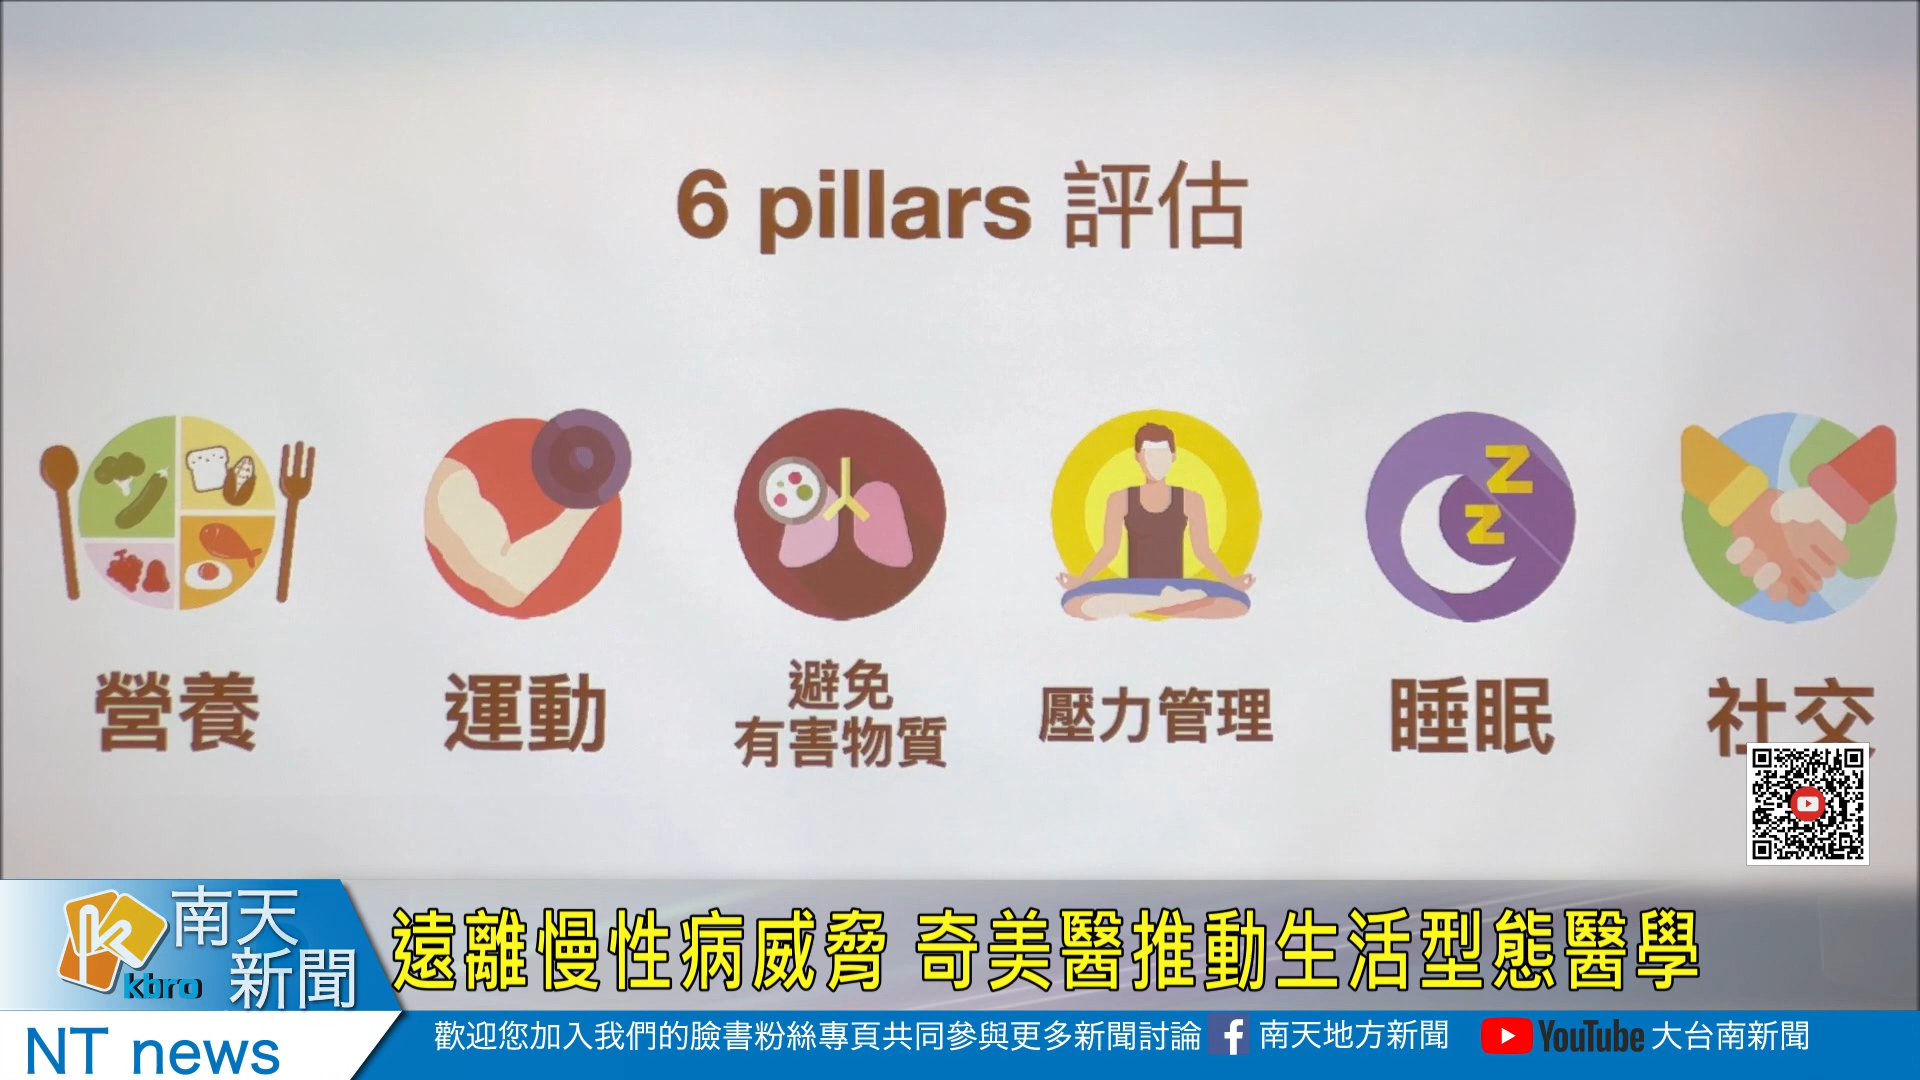 6 pillars 評估
營養
運動
避免
有害物質
壓力管理
睡眠
社交
南天
新聞
kbro
遠離慢性病威脅 奇美醫推動生活型態醫學
NT news
歡迎您加入我們的臉書粉絲專頁共同參與更多新聞討論 南天地方新聞 YouTube 大台南新聞